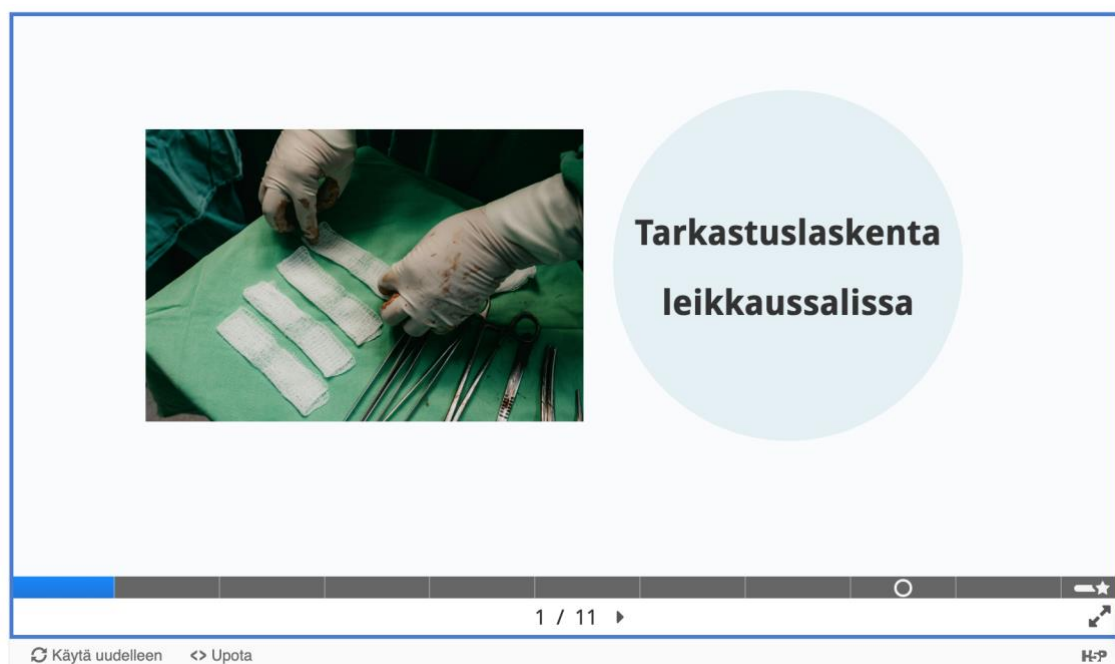 Tarkastuslaskenta
leikkaussalissa
1 / 11
Käytä uudelleen <> Upota
H5P